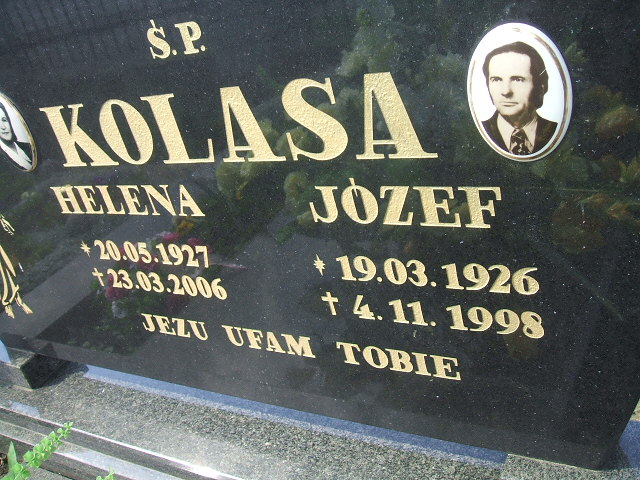 Ś.P.
KOLASA
HELENA
* 20.05.1927
† 23.03.2006
JÓZEF
* 19.03.1926
† 4.11.1998
JEZU UFAM TOBIE